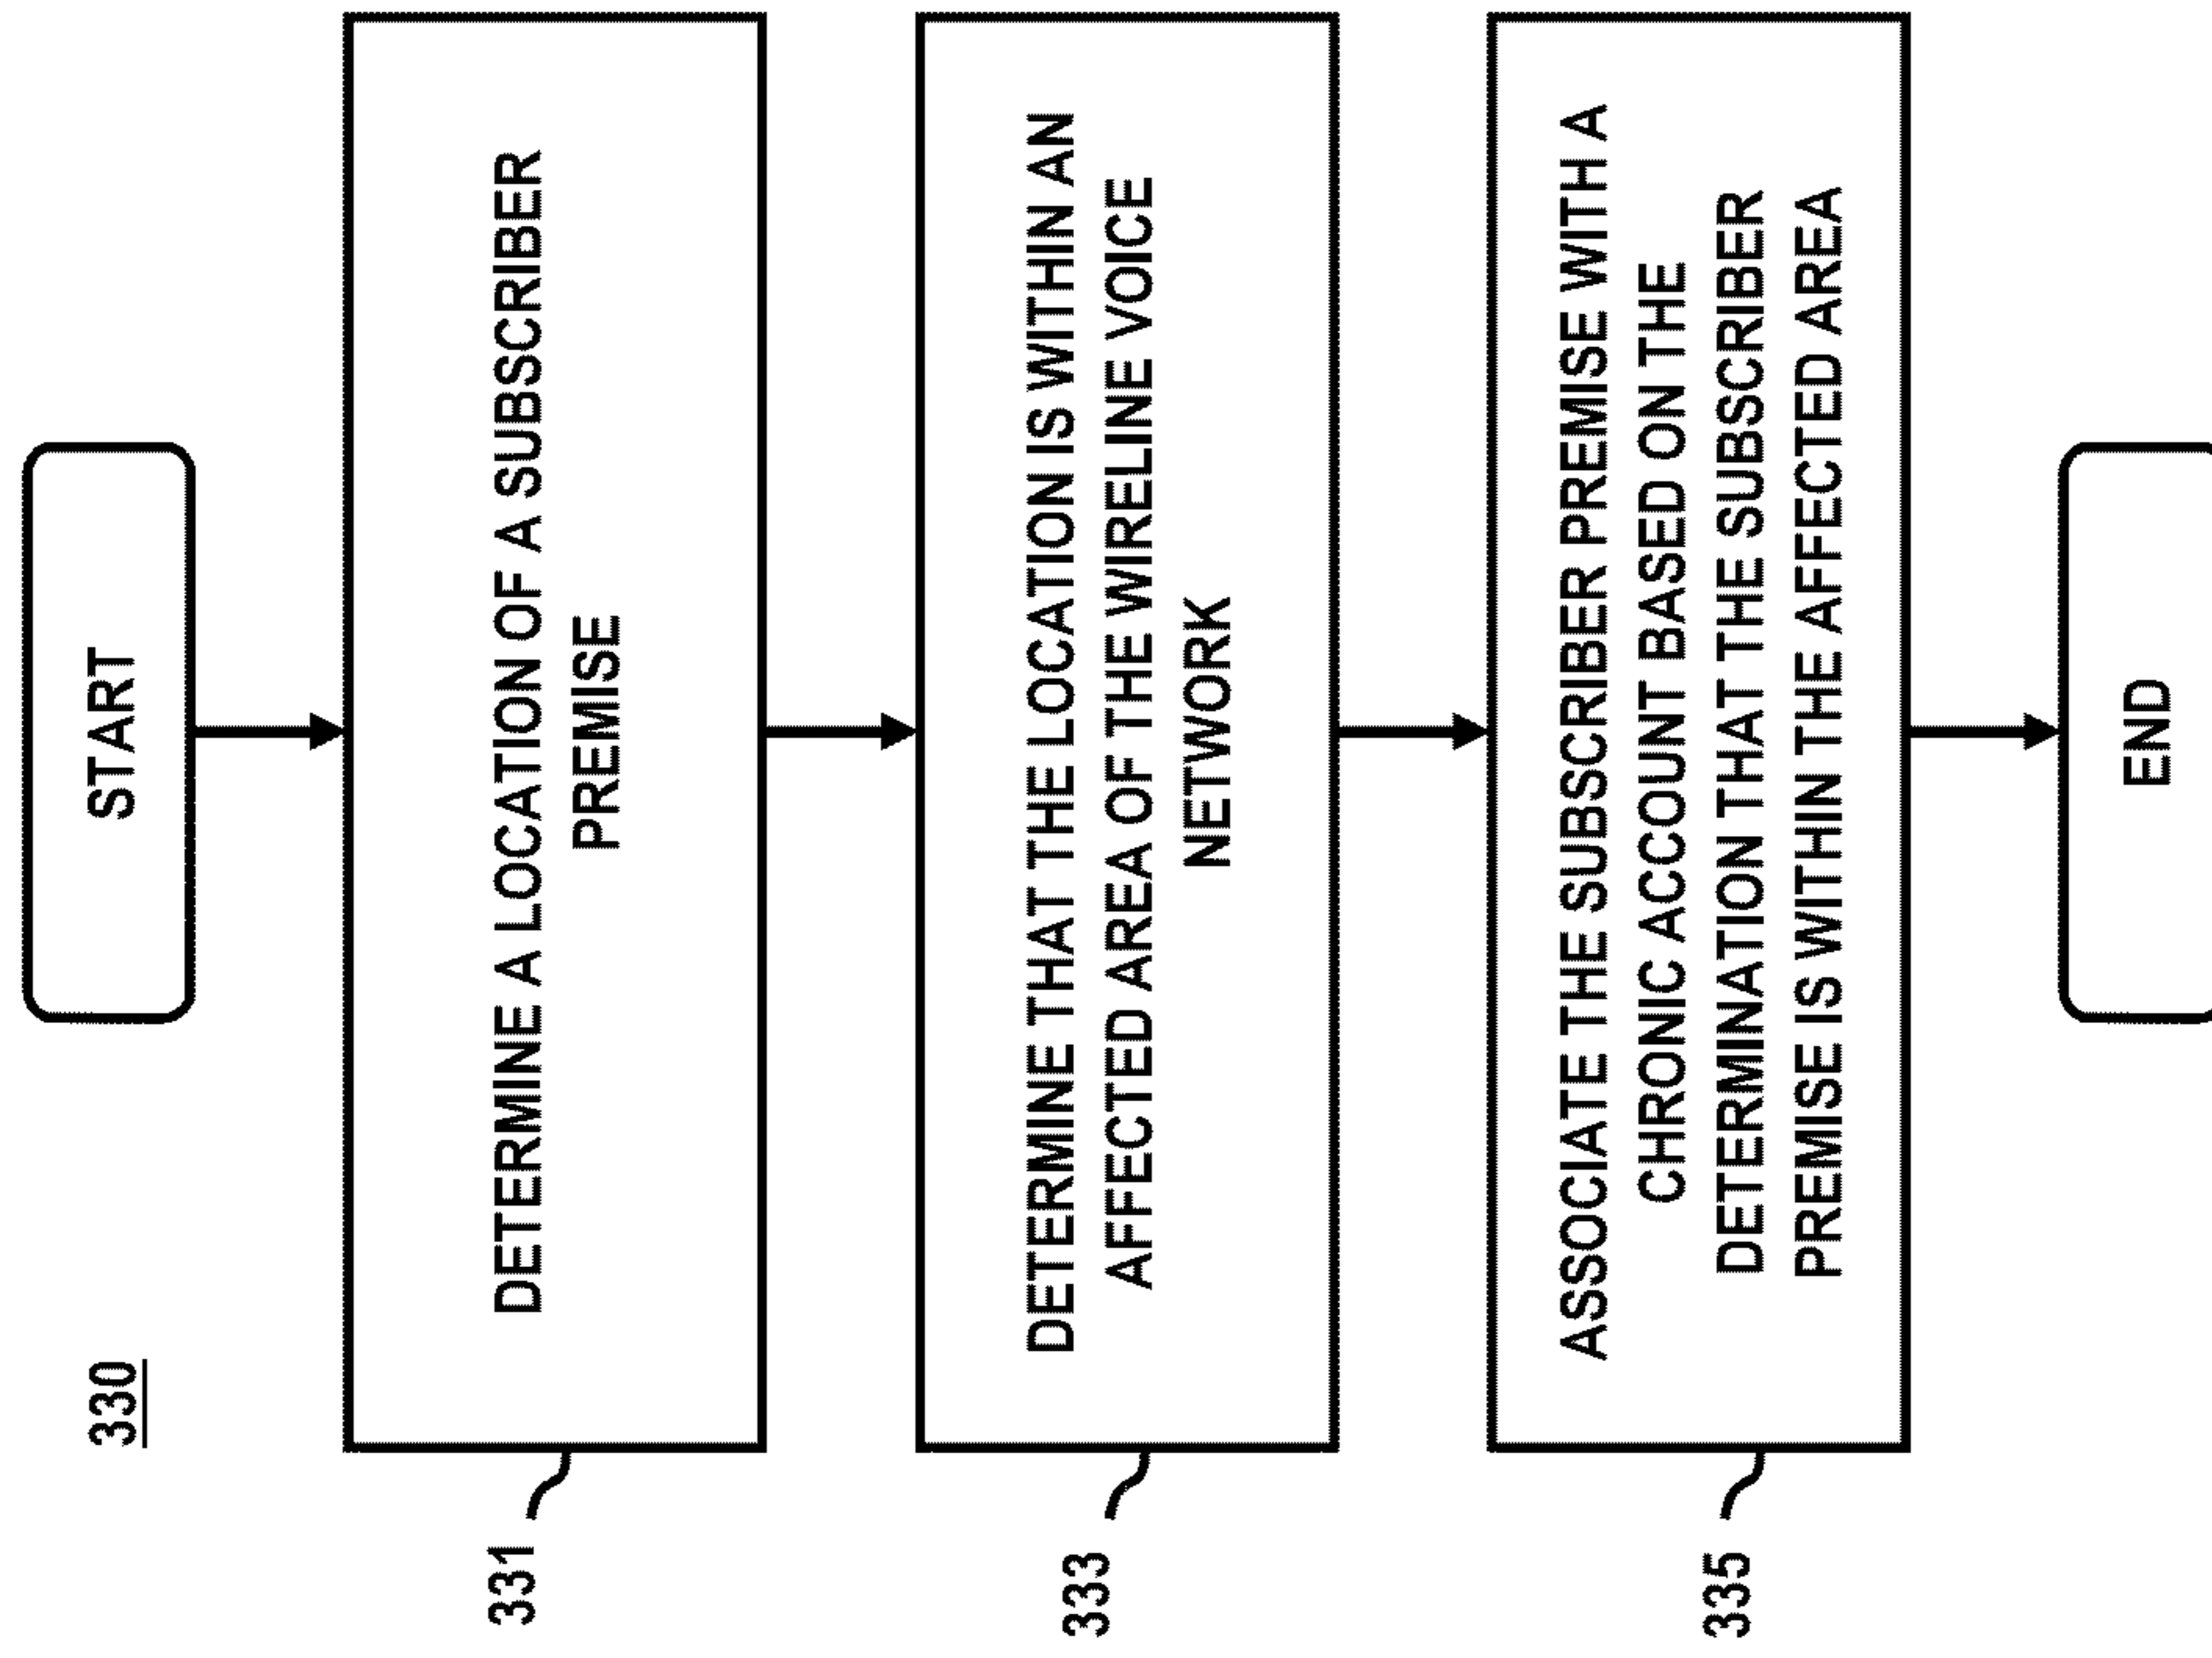 330
START
331
DETERMINE A LOCATION OF A SUBSCRIBER
PREMISE
333
DETERMINE THAT THE LOCATION IS WITHIN AN
AFFECTED AREA OF THE WIRELINE VOICE
NETWORK
335
ASSOCIATE THE SUBSCRIBER PREMISE WITH A
CHRONIC ACCOUNT BASED ON THE
DETERMINATION THAT THE SUBSCRIBER
PREMISE IS WITHIN THE AFFECTED AREA
END